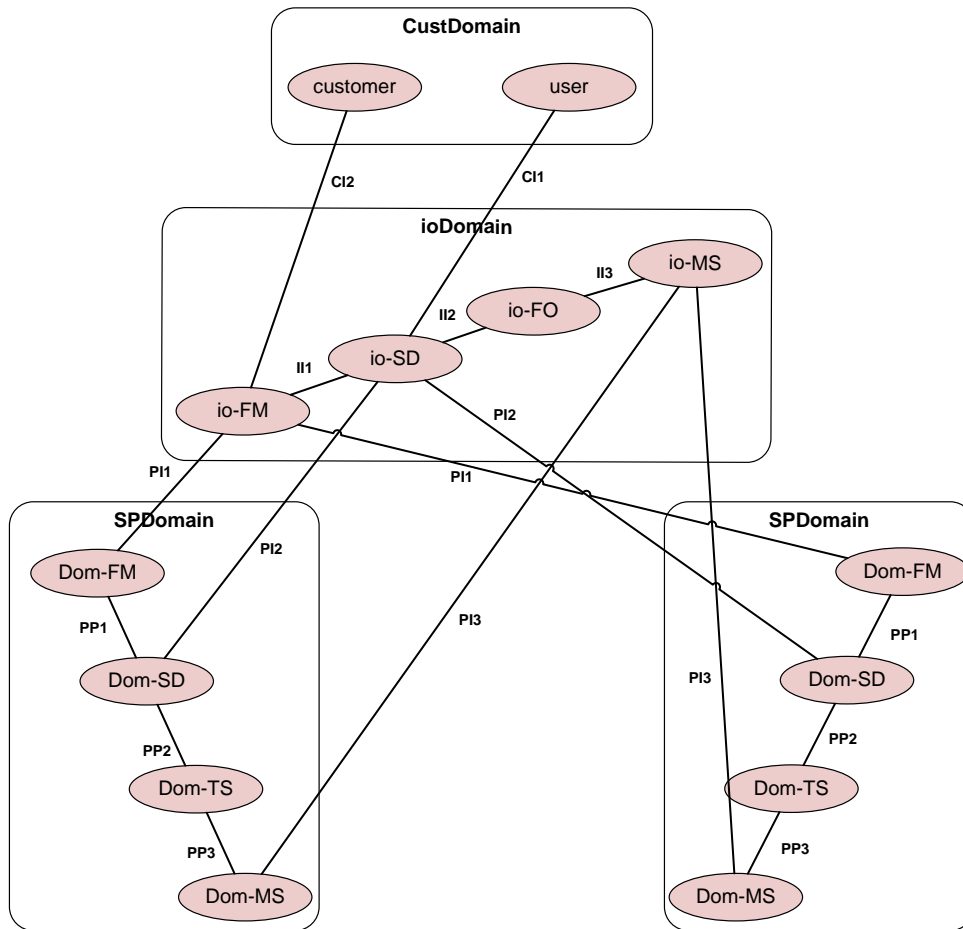 CustDomain
customer
user
CI2
CI1
ioDomain
io-MS
II3
io-FO
II2
io-SD
II1
io-FM
PI2
PI1
PI1
SPDomain
SPDomain
PI2
Dom-FM
Dom-FM
PP1
PI3
PP1
Dom-SD
Dom-SD
PI3
PP2
PP2
Dom-TS
Dom-TS
PP3
PP3
Dom-MS
Dom-MS